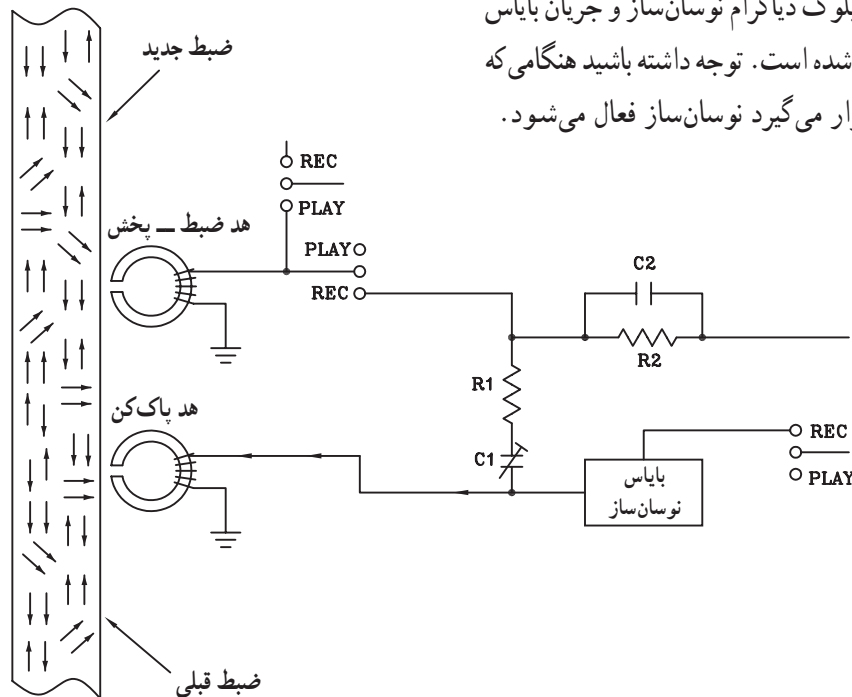 بلوک دیاگرام نوسان‌ساز و جریان بایاس
شده است. توجه داشته باشید هنگامی‌که
می‌گیرد نوسان‌ساز فعال می‌شود.
ضبط جدید
REC
PLAY
هد ضبط – پخش
PLAY
REC
C2
R2
R1
هد پاک‌کن
C1
REC
PLAY
بایاس
نوسان‌ساز
ضبط قبلی